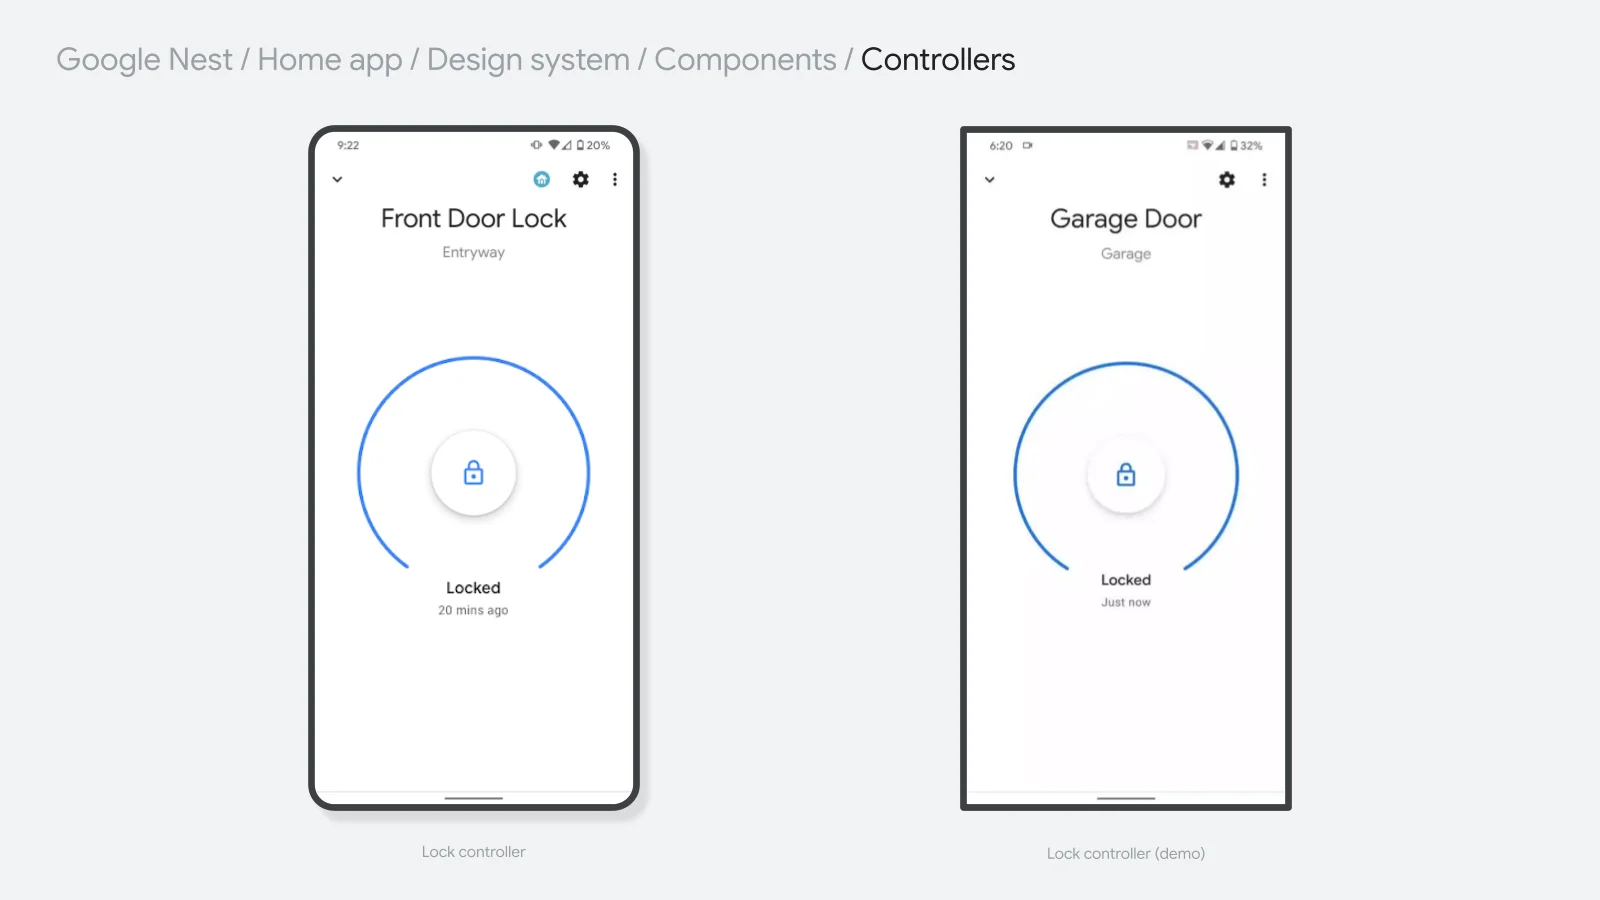 Google Nest / Home app / Design system / Components / Controllers
9:22
20%
Front Door Lock
Entryway
Locked
20 mins ago
Lock controller
6:20
32%
Garage Door
Garage
Locked
Just now
Lock controller (demo)